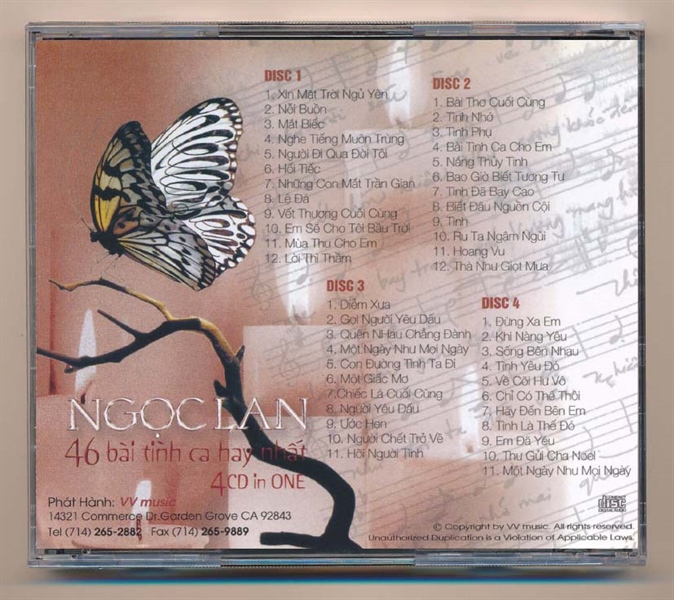 DISC 1
1. Xin Mặt Trời Ngủ Yên
2. Nỗi Buồn
3. Mắt Biếc
4. Nghe Tiếng Muôn Trùng
5. Người Đi Qua Đời Tôi
6. Hối Tiếc
7. Những Con Mắt Trần Gian
8. Lệ Đá
9. Vết Thương Cuối Cùng
10. Em Sẽ Cho Tôi Bầu Trời
11. Mùa Thu Cho Em
12. Lời Thì Thầm
DISC 2
1. Bài Thơ Cuối Cùng
2. Tình Nhớ
3. Tình Phụ
4. Bài Tình Ca Cho Em
5. Nắng Thủy Tinh
6. Bao Giờ Biết Tương Tư
7. Tình Đã Bay Cao
8. Biết Đâu Nguồn Cội
9. Tình
10. Ru Ta Ngậm Ngùi
11. Hoang Vu
12. Thà Như Giọt Mưa
DISC 3
1. Diễm Xưa
2. Gọi Người Yêu Dấu
3. Quên NHau Chẳng Đành
4. Một Ngày Như Mọi Ngày
5. Con Đường Tình Ta Đi
6. Một Giấc Mơ
7.Chiếc Lá Cuối Cùng
8. Người Yêu Dấu
9. Ước Hẹn
10. Người Chết Trở Về
11. Hỡi Người Tình
DISC 4
1. Đừng Xa Em
2. Khi Nàng Yêu
3. Sống Bên Nhau
4. Tình Yêu Đó
5. Về Cõi Hư Vô
6. Chỉ Có Thế Thôi
7. Hãy Đến Bên Em
8. Tình Là Thế Đó
9. Em Đã Yêu
10. Thư Gửi Cha Noel
11. Một Ngày Như Mọi Ngày
NGỌC LAN
46 bài tình ca hay nhất
4CD in ONE
Phát Hành: VV music
14321 Commerce Dr.Garden Grove CA 92843
Tel (714) 265-2882 Fax (714) 265-9889
disc
© Copyright by VV music. All rights reserved.
Unauthorized Duplication is a Violation of Applicable Laws.